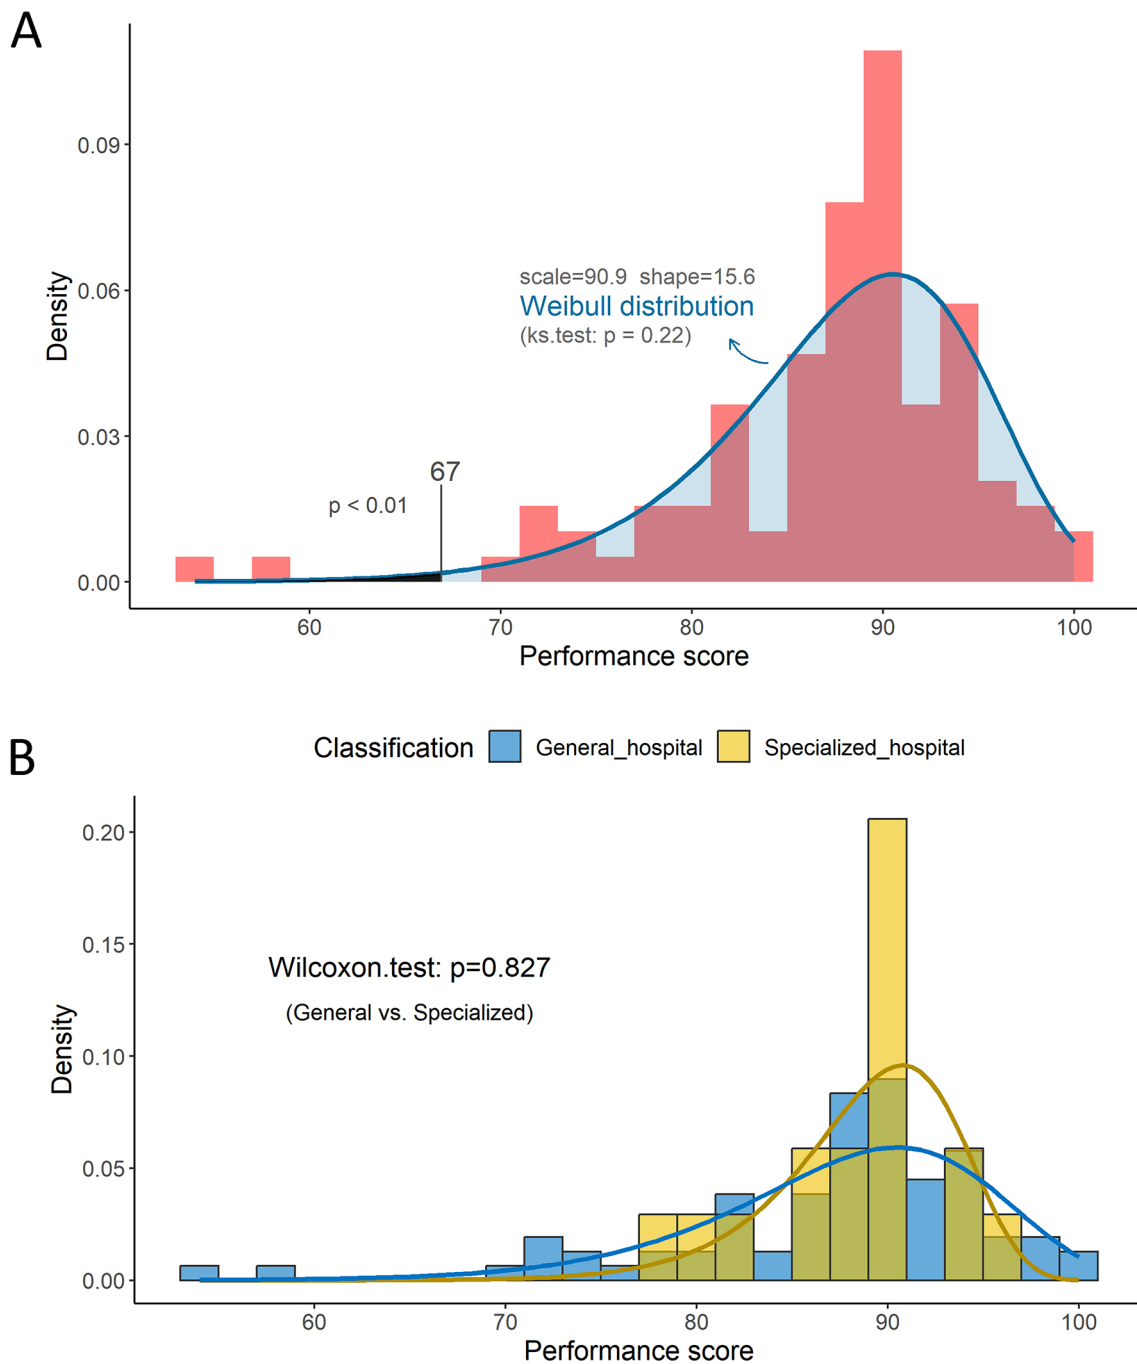 A
0.09
0.06
0.03
0.00
Density
scale=90.9 shape=15.6
Weibull distribution
(ks.test: p = 0.22)
67
p < 0.01
60 70 80 90 100
Performance score
B
Classification General_hospital Specialized_hospital
0.20
0.15
0.10
0.05
0.00
Density
Wilcoxon.test: p=0.827
(General vs. Specialized)
60 70 80 90 100
Performance score